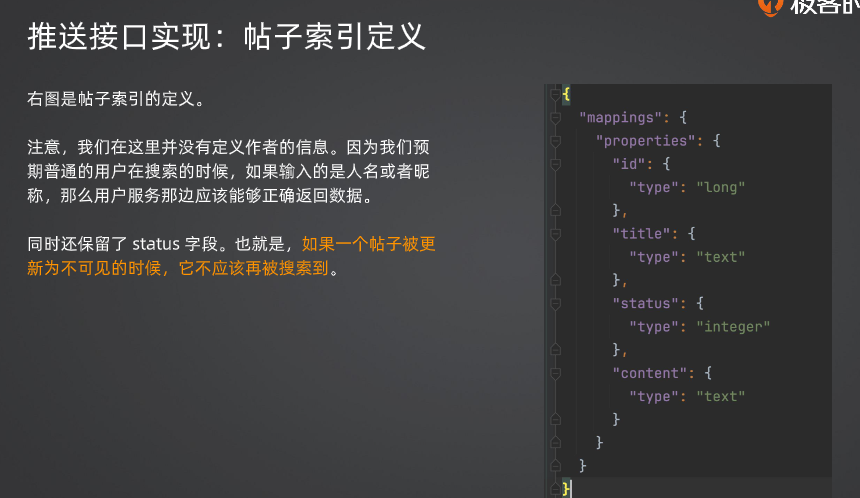 极客
推送接口实现：帖子索引定义
右图是帖子索引的定义。
注意，我们在这里并没有定义作者的信息。因为我们预
期普通的用户在搜索的时候，如果输入的是人名或者昵
称，那么用户服务那边应该能够正确返回数据。
同时还保留了 status 字段。也就是，如果一个帖子被更
新为不可见的时候，它不应该再被搜索到。
{
"mappings": {
"properties": {
"id": {
"type": "long"
},
"title": {
"type": "text"
},
"status": {
"type": "integer"
},
"content": {
"type": "text"
}
}
}
}